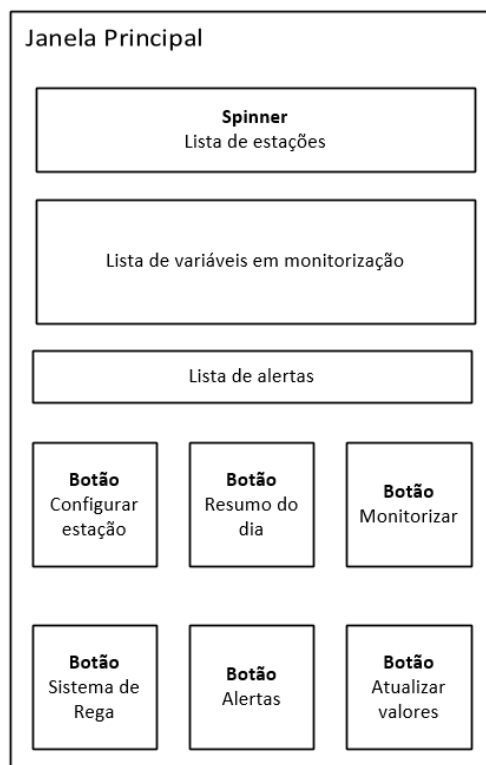 Janela Principal
Spinner
Lista de estações
Lista de variáveis em monitorização
Lista de alertas
Botão
Configurar
estação
Botão
Resumo do
dia
Botão
Monitorizar
Botão
Sistema de
Rega
Botão
Alertas
Botão
Atualizar
valores